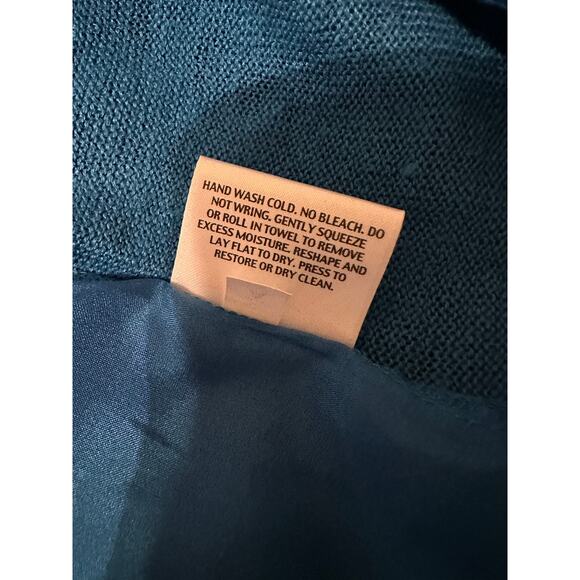 HAND WASH COLD. NO BLEACH. DO
NOT WRING. GENTLY SQUEEZE
OR ROLL IN TOWEL TO REMOVE
EXCESS MOISTURE. RESHAPE AND
LAY FLAT TO DRY. PRESS TO
RESTORE OR DRY CLEAN.